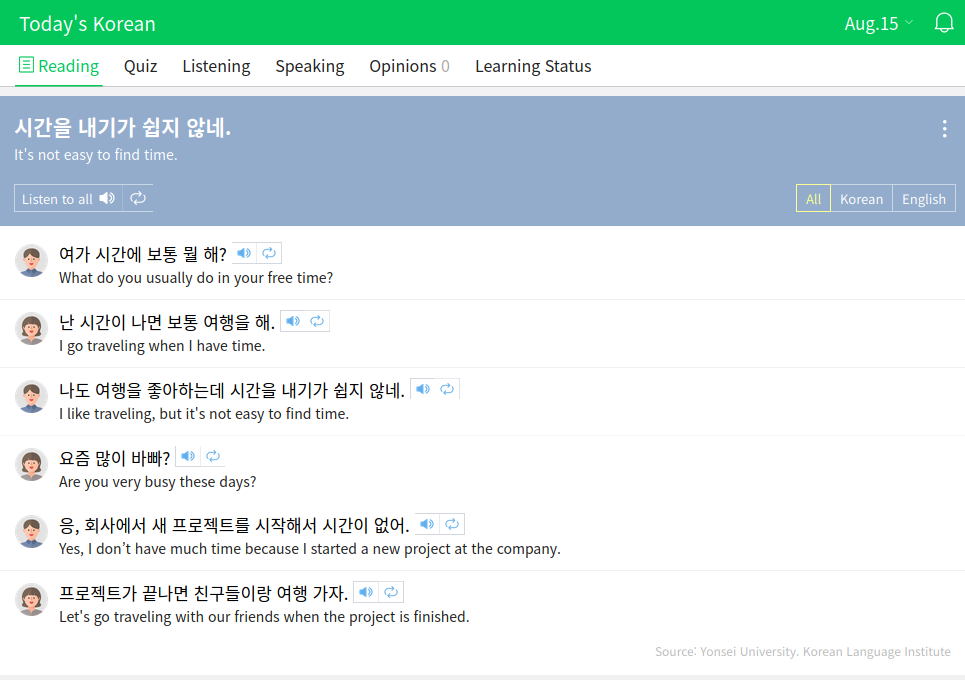 Today's Korean
Aug.15
Reading Quiz Listening Speaking Opinions 0 Learning Status
시간을 내기가 쉽지 않네.
It's not easy to find time.
Listen to all All Korean English
여가 시간에 보통 뭘 해?
What do you usually do in your free time?
난 시간이 나면 보통 여행을 해.
I go traveling when I have time.
나도 여행을 좋아하는데 시간을 내기가 쉽지 않네.
I like traveling, but it's not easy to find time.
요즘 많이 바빠?
Are you very busy these days?
응, 회사에서 새 프로젝트를 시작해서 시간이 없어.
Yes, I don’t have much time because I started a new project at the company.
프로젝트가 끝나면 친구들이랑 여행 가자.
Let's go traveling with our friends when the project is finished.
Source: Yonsei University. Korean Language Institute